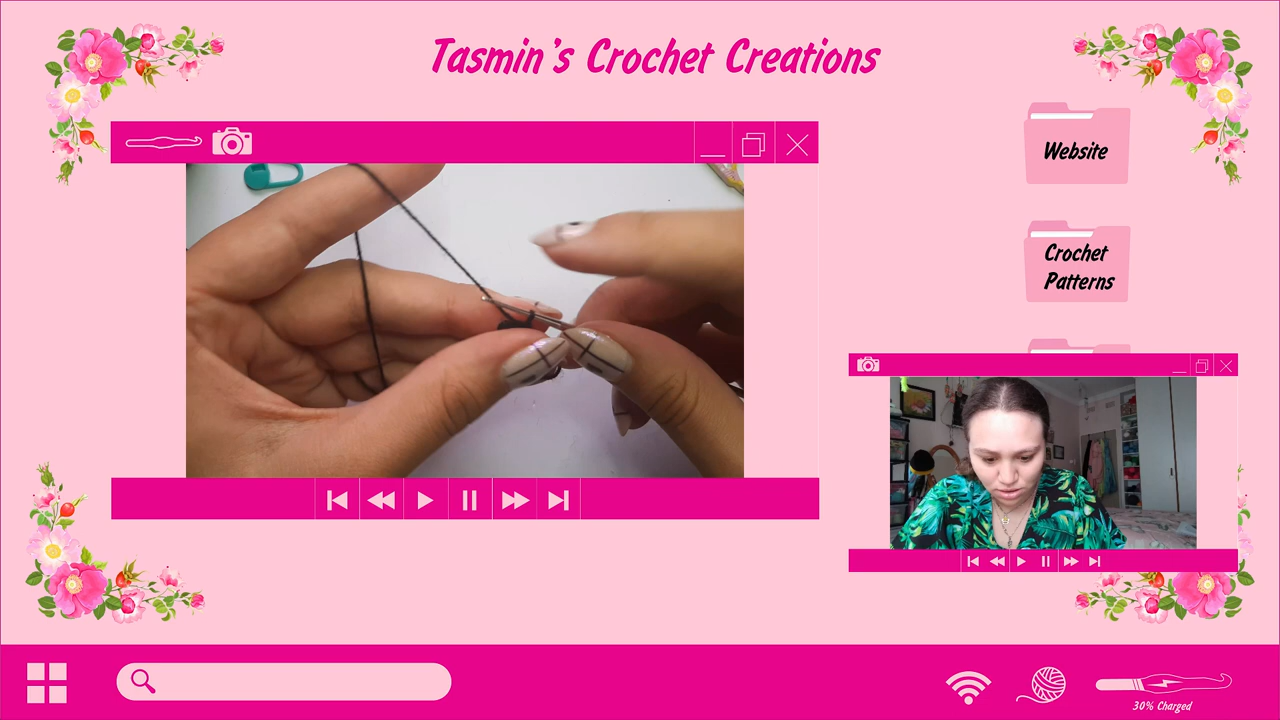 Tasmin's Crochet Creations
Website
Crochet
Patterns
30% Charged